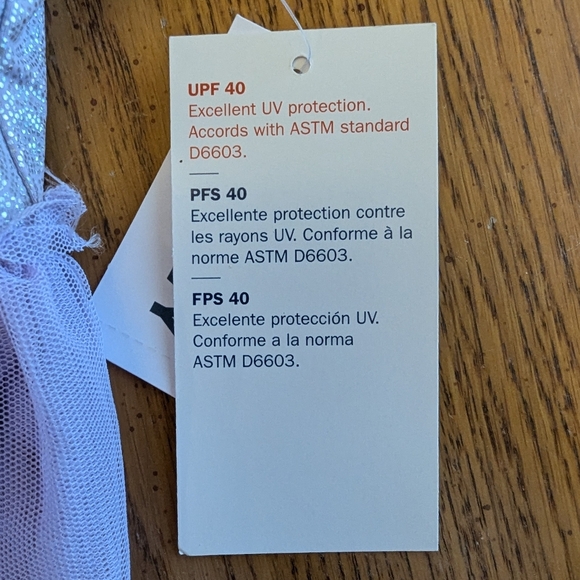 UPF 40
Excellent UV protection.
Accords with ASTM standard
D6603.
PFS 40
Excellente protection contre
les rayons UV. Conforme à la
norme ASTM D6603.
FPS 40
Excelente protección UV.
Conforme a la norma
ASTM D6603.